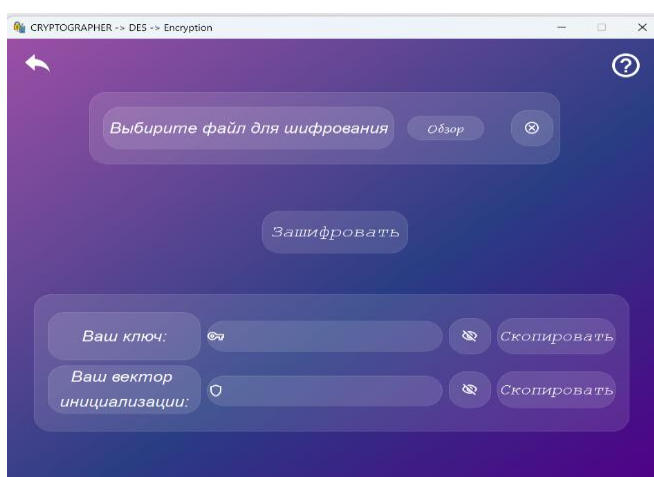 CRYPTOGRAPHER -> DES -> Encryption
Выбирите файл для шифрования
Обзор
Зашифровать
Ваш ключ:
Скопировать
Ваш вектор
инициализации:
Скопировать